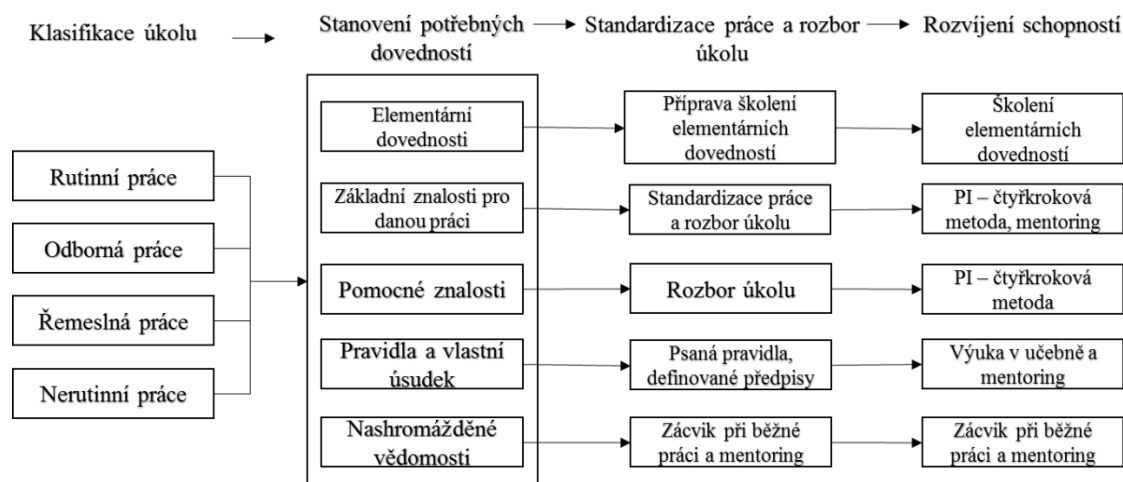 Klasifikace úkolu
Stanovení potřebných
dovedností
Standardizace práce a rozbor
úkolu
Rozvíjení schopností
Rutinní práce
Odborná práce
Řemeslná práce
Nerutinní práce
Elementární
dovednosti
Příprava školení
elementárních
dovedností
Školení
elementárních
dovedností
Základní znalosti pro
danou práci
Standardizace práce
a rozbor úkolu
PI – čtyřkroková
metoda, mentoring
Pomocné znalosti
Rozbor úkolu
PI – čtyřkroková
metoda
Pravidla a vlastní
úsudek
Psaná pravidla,
definované předpisy
Výuka v učebně a
mentoring
Nashromážděné
vědomosti
Zácvik při běžné
práci a mentoring
Zácvik při běžné
práci a mentoring